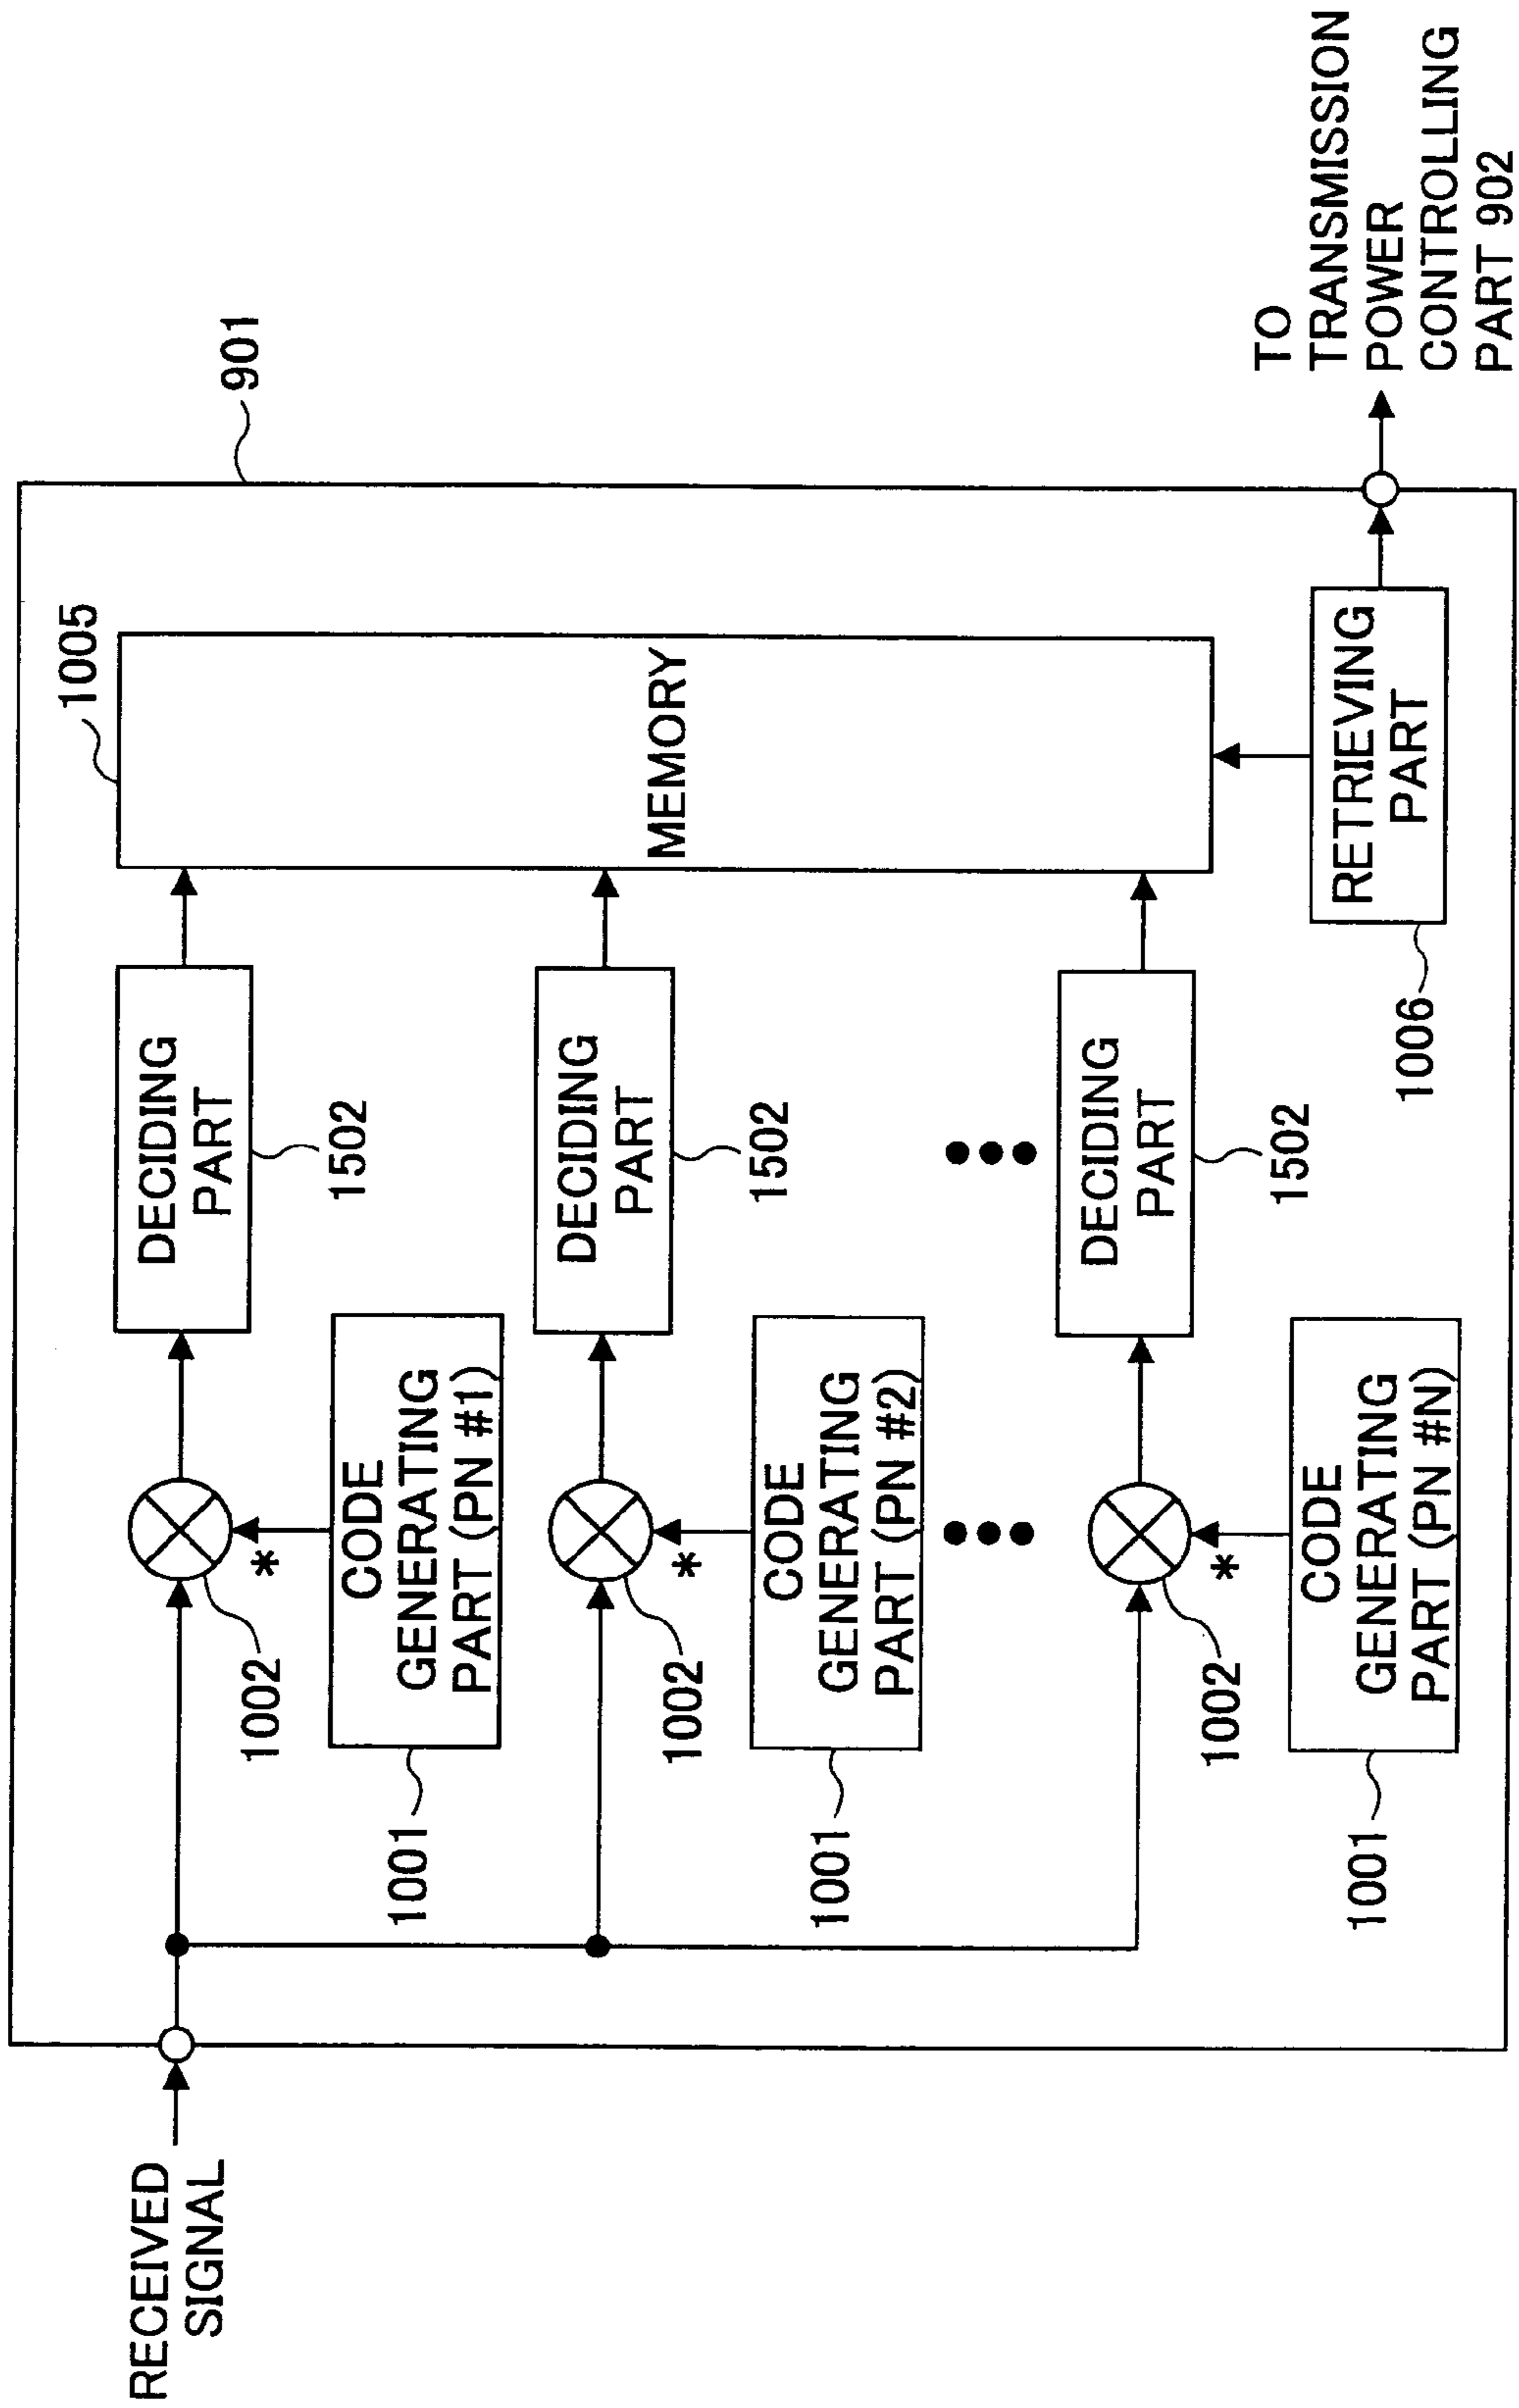 RECEIVED
SIGNAL
901
1005
DECIDING
PART
1502
1002
*
CODE
GENERATING
PART (PN #1)
1001
MEMORY
DECIDING
PART
1502
1002
*
CODE
GENERATING
PART (PN #2)
1001
DECIDING
PART
1502
1002
*
CODE
GENERATING
PART (PN #N)
1001
RETRIEVING
PART
1006
TO
TRANSMISSION
POWER
CONTROLLING
PART 902